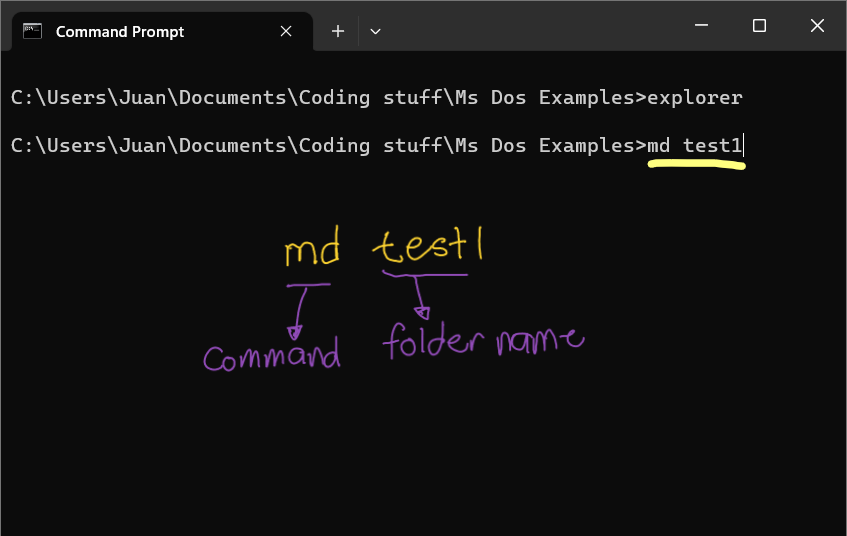 Command Prompt
C:\Users\Juan\Documents\Coding stuff\Ms Dos Examples>explorer
C:\Users\Juan\Documents\Coding stuff\Ms Dos Examples>md test1
md test1
Command folder name